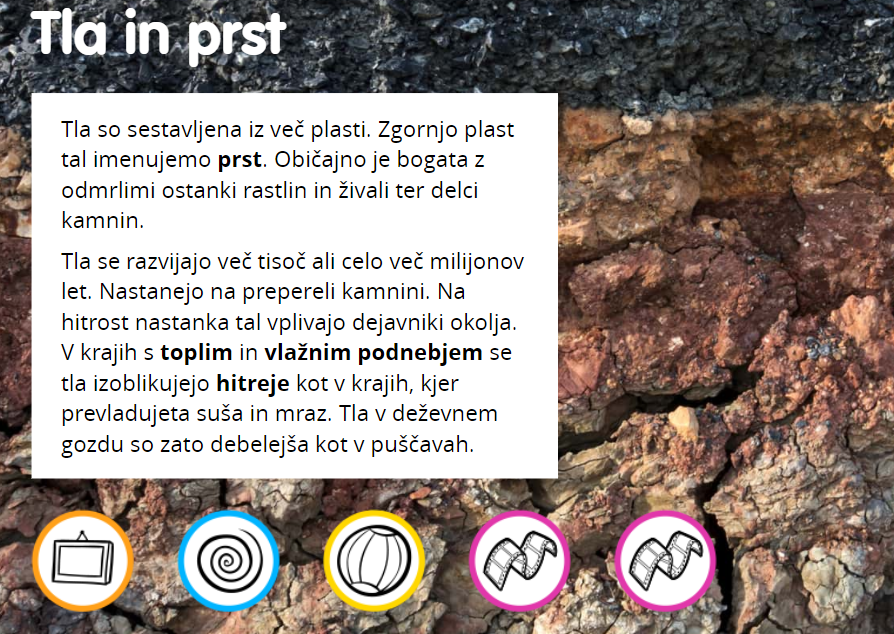 Tla in prst
Tla so sestavljena iz več plasti. Zgornjo plast
tal imenujemo prst. Običajno je bogata z
odmrlimi ostanki rastlin in živali ter delci
kamnin.
Tla se razvijajo več tisoč ali celo več milijonov
let. Nastanejo na prepereli kamnini. Na
hitrost nastanka tal vplivajo dejavniki okolja.
V krajih s toplim in vlažnim podnebjem se
tla izoblikujejo hitreje kot v krajih, kjer
prevladujeta suša in mraz. Tla v deževnem
gozdu so zato debelejša kot v puščavah.